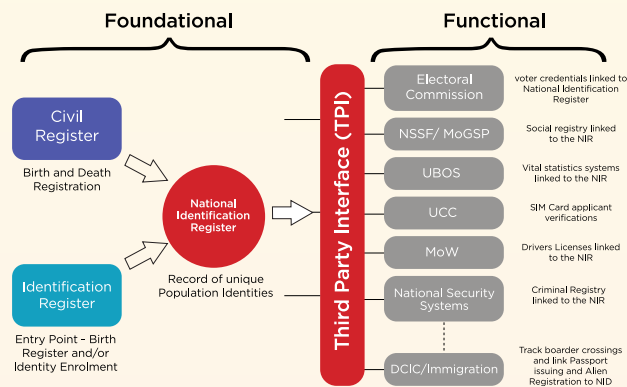 Foundational
Functional
Civil
Register
Birth and Death
Registration
National
Identification
Register
Record of unique
Population Identities
Identification
Register
Entry Point - Birth
Register and/or
Identity Enrolment
Third Party Interface (TPI)
Electoral
Commission
voter credentials linked to
National Identification
Register
NSSF/ MoGSP
Social registry linked
to the NIR
UBOS
Vital statistics systems
linked to the NIR
UCC
SIM Card applicant
verifications
MoW
Drivers Licenses linked
to the NIR
National Security
Systems
Criminal Registry
linked to the NIR
DCIC/Immigration
Track boarder crossings
and link Passport
issuing and Alien
Registration to NID